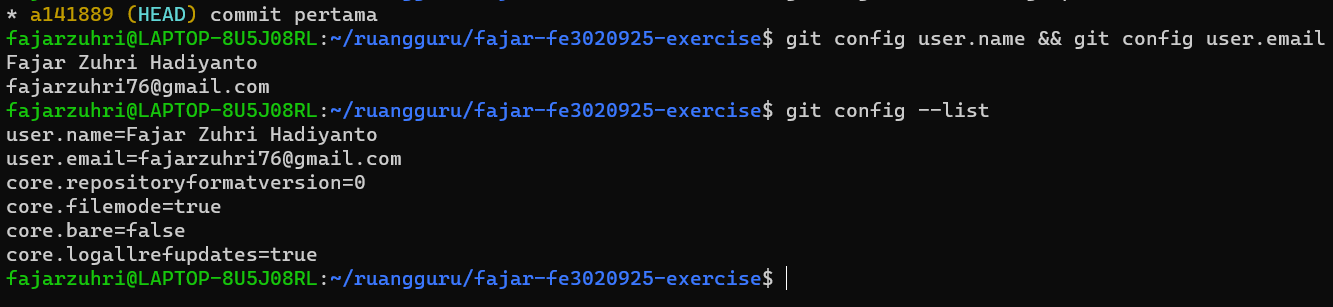 * a141889 (HEAD) commit pertama
fajarzuhri@LAPTOP-8U5J08RL:~/ruangguru/fajar-fe3020925-exercise$ git config user.name && git config user.email
Fajar Zuhri Hadiyanto
fajarzuhri76@gmail.com
fajarzuhri@LAPTOP-8U5J08RL:~/ruangguru/fajar-fe3020925-exercise$ git config --list
user.name=Fajar Zuhri Hadiyanto
user.email=fajarzuhri76@gmail.com
core.repositoryformatversion=0
core.filemode=true
core.bare=false
core.logallrefupdates=true
fajarzuhri@LAPTOP-8U5J08RL:~/ruangguru/fajar-fe3020925-exercise$